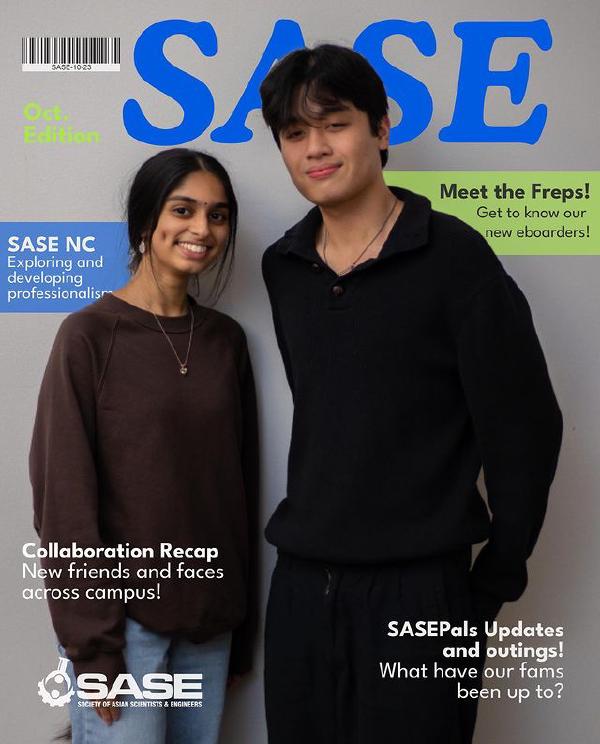 SASE
SASE-10-23
Oct.
Edition
Meet the Freps!
Get to know our
new eboarders!
SASE NC
Exploring and
developing
professionalism
Collaboration Recap
New friends and faces
across campus!
SASEPals Updates
and outings!
What have our fams
been up to?
SASE
SOCIETY OF ASIAN SCIENTISTS & ENGINEERS